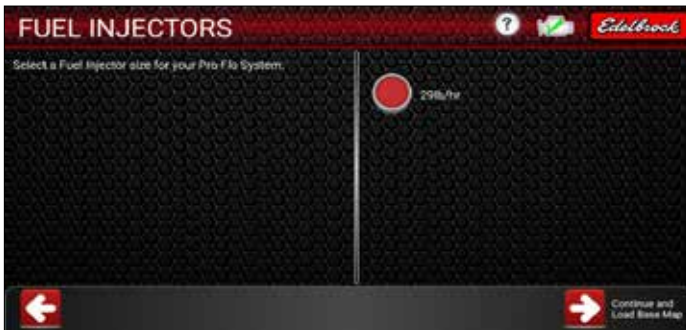 FUEL INJECTORS
?
Edelbrock
Select a Fuel Injector size for your Pro Flo System.
29lb/hr
Continue and
Load Base Map